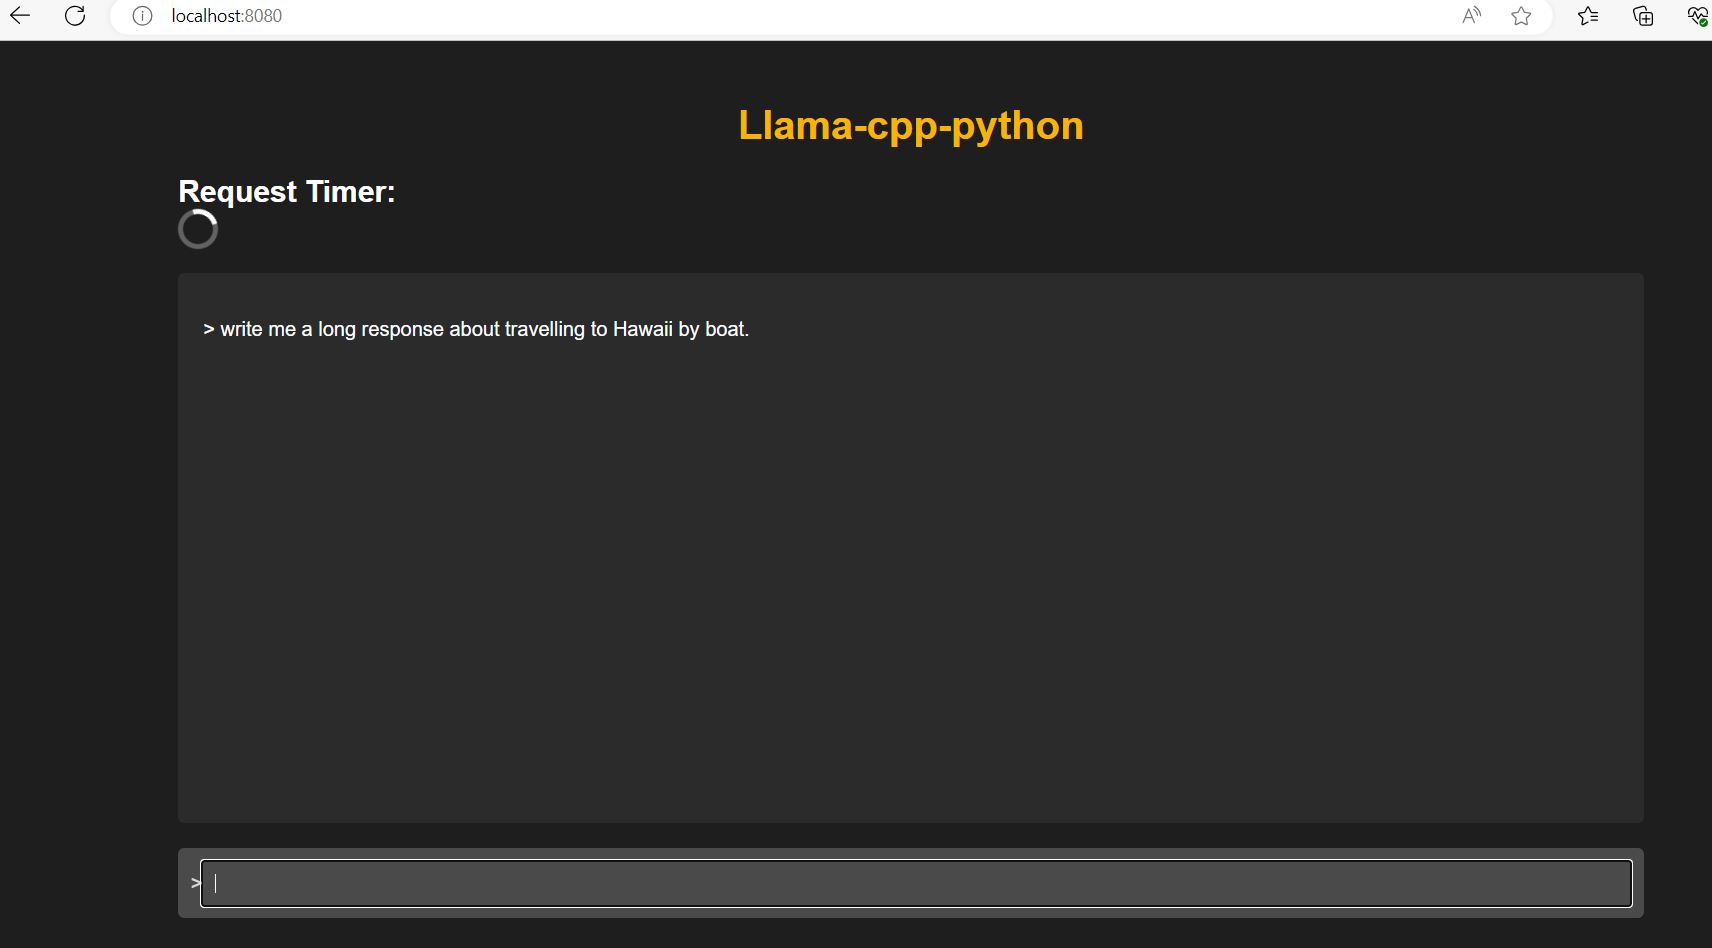 localhost:8080
Llama-cpp-python
Request Timer:
> write me a long response about travelling to Hawaii by boat.
>